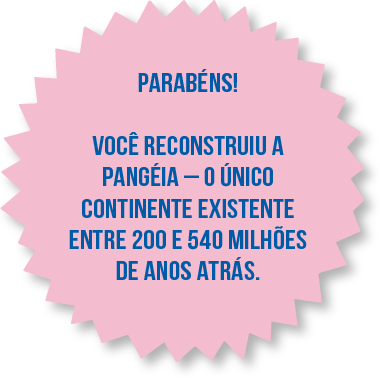 PARABÉNS!
VOCÊ RECONSTRUIU A
PANGÉIA – O ÚNICO
CONTINENTE EXISTENTE
ENTRE 200 E 540 MILHÕES
DE ANOS ATRÁS.